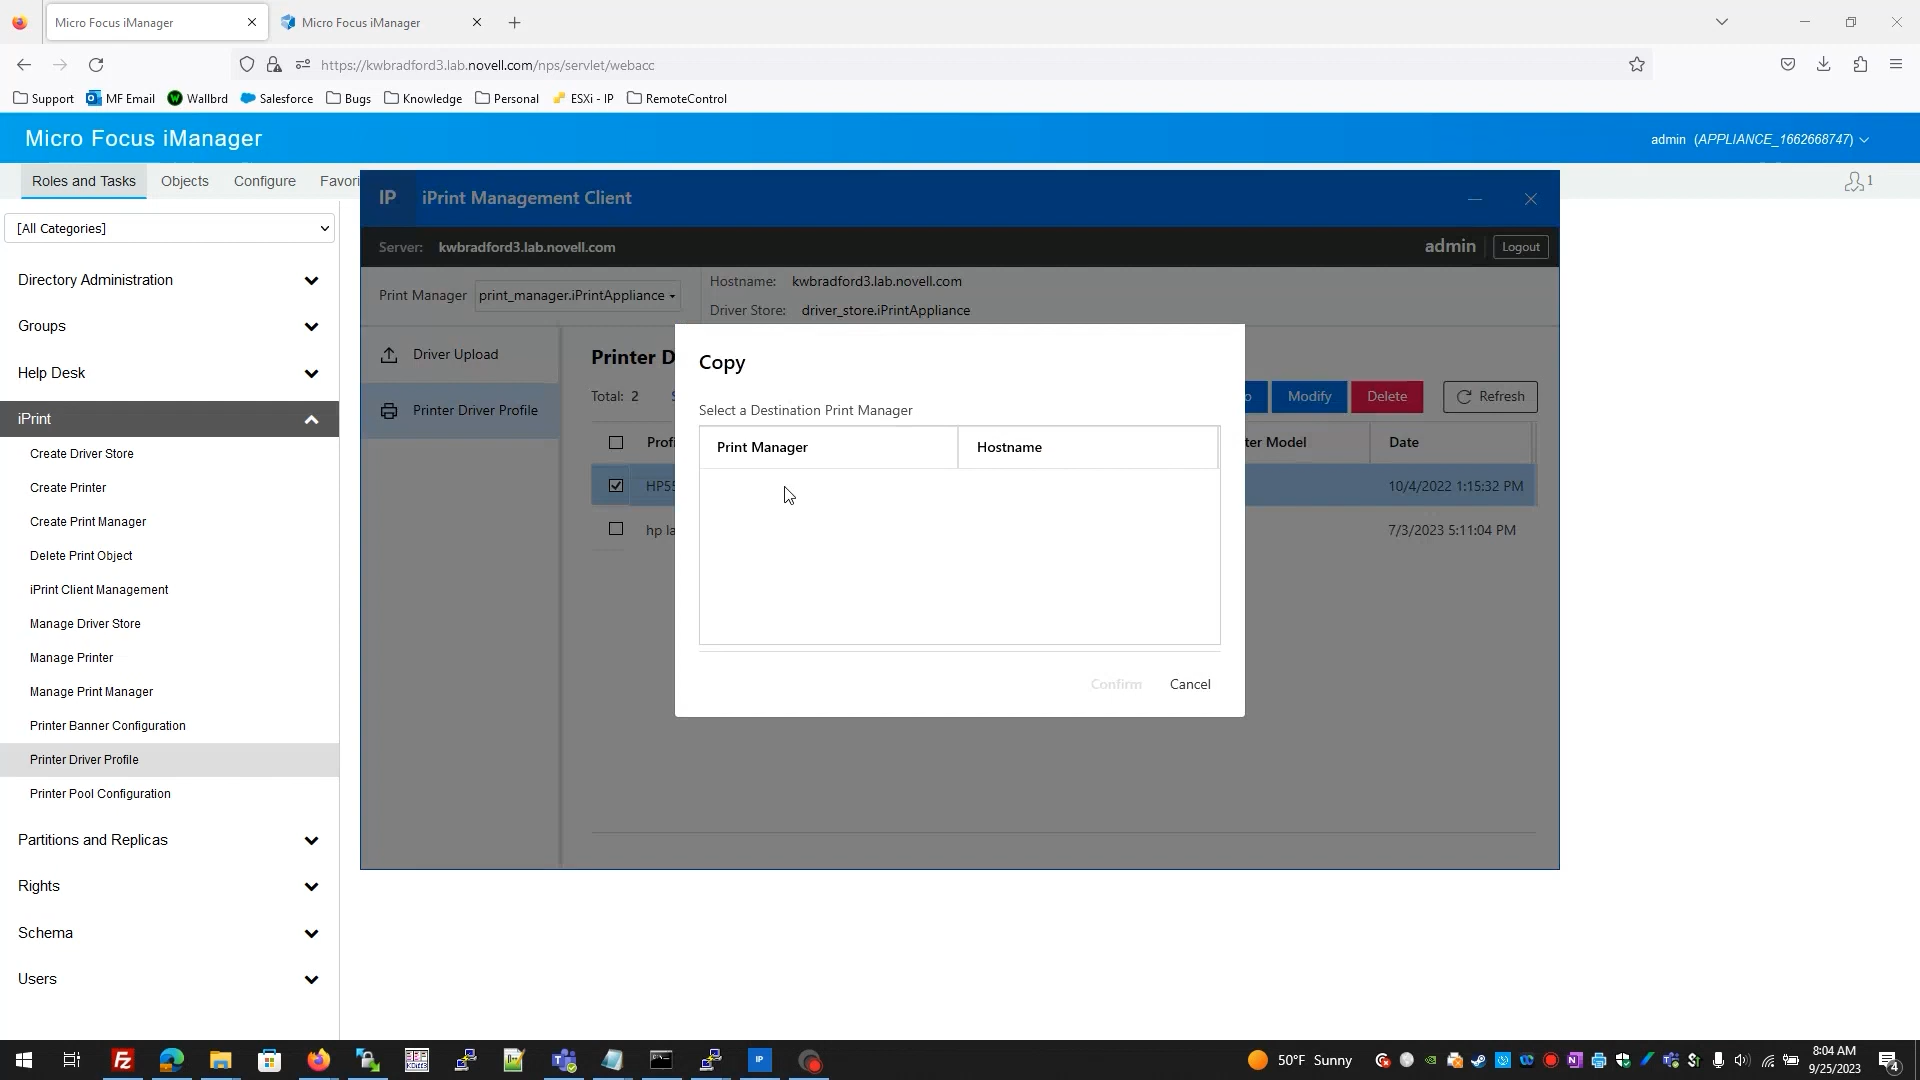 Micro Focus iManager
Micro Focus iManager
https://kwbradford3.lab.novell.com/nps/servlet/webacc
Support
MF Email
Wallbrd
Salesforce
Bugs
Knowledge
Personal
ESXi - IP
RemoteControl
Micro Focus iManager
admin (APPLIANCE_1662668747)
Roles and Tasks
Objects
Configure
Favori
1
[All Categories]
Directory Administration
Groups
Help Desk
iPrint
Create Driver Store
Create Printer
Create Print Manager
Delete Print Object
iPrint Client Management
Manage Driver Store
Manage Printer
Manage Print Manager
Printer Banner Configuration
Printer Driver Profile
Printer Pool Configuration
Partitions and Replicas
Rights
Schema
Users
IP iPrint Management Client
Server: kwbradford3.lab.novell.com
admin
Logout
Print Manager print_manager.iPrintAppliance
Hostname: kwbradford3.lab.novell.com
Driver Store: driver_store.iPrintAppliance
Driver Upload
Printer Driver Profile
Printer D
Total: 2
o
Modify
Delete
Refresh
Profi
ter Model
Date
HP55
10/4/2022 1:15:32 PM
hp la
7/3/2023 5:11:04 PM
Copy
Select a Destination Print Manager
Print Manager
Hostname
Confirm
Cancel
IP
50°F Sunny
8:04 AM
9/25/2023
4